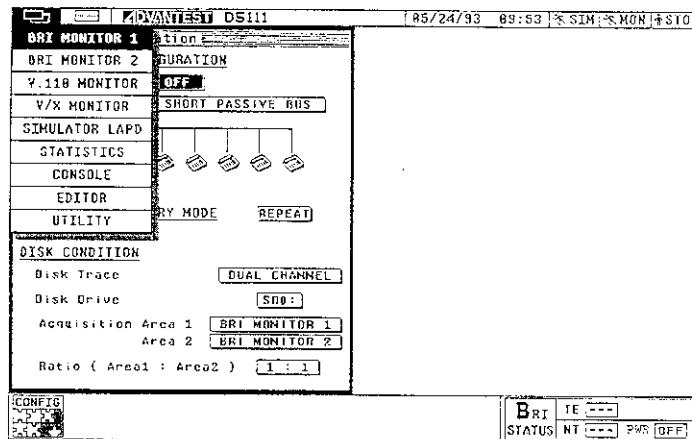 ADVANTEST D5111 05/24/93 09:53 SIM MON STO
BRI MONITOR 1
BRI MONITOR 2
V.110 MONITOR
V/X MONITOR
SIMULATOR LAPD
STATISTICS
CONSOLE
EDITOR
UTILITY
tion
GURATION
OFF
SHORT PASSIVE BUS
RY MODE REPEAT
DISK CONDITION
Disk Trace DUAL CHANNEL
Disk Drive SD0:
Acquisition Area 1 BRI MONITOR 1
Area 2 BRI MONITOR 2
Ratio ( Area1 : Area2 ) 1 : 1
CONFIG
BRI STATUS
TE ---
NT --- PWR OFF